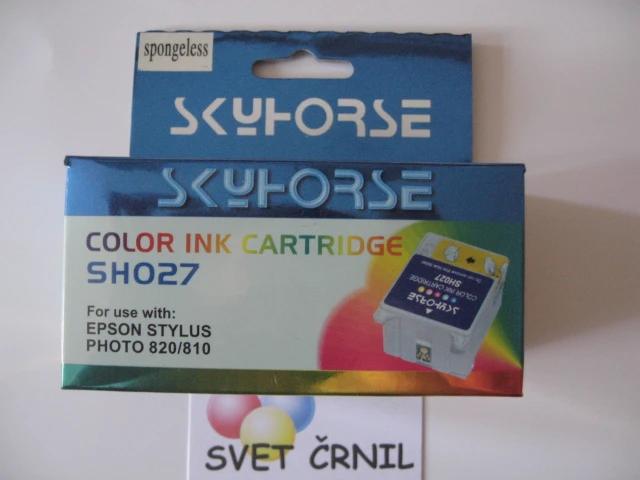 spongeless
SKYHORSE
SKYHORSE
COLOR INK CARTRIDGE
SH027
For use with:
EPSON STYLUS
PHOTO 820/810
SH027
COLOR INK CARTRIDGE
SKYHORSE
SVET ČRNIL